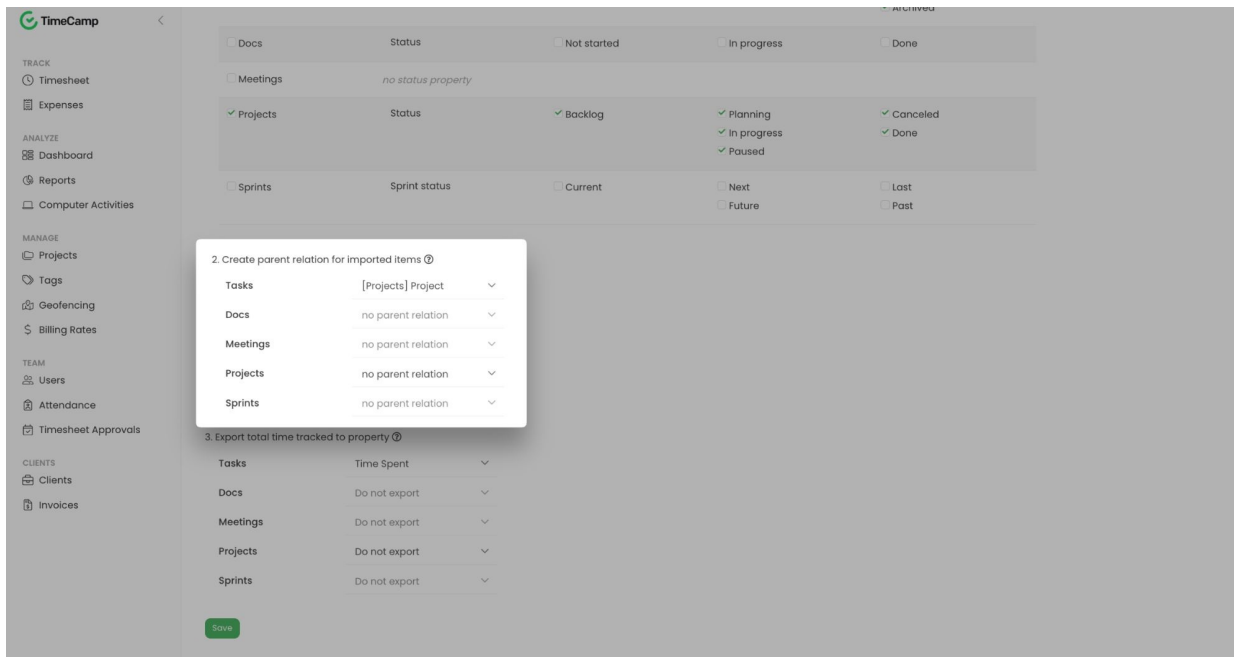 TimeCamp
TRACK
Timesheet
Expenses
ANALYZE
Dashboard
Reports
Computer Activities
MANAGE
Projects
Tags
Geofencing
$ Billing Rates
TEAM
Users
Attendance
Timesheet Approvals
CLIENTS
Clients
Invoices
Archived
Docs Status Not started In progress Done
Meetings no status property
Projects Status Backlog Planning Canceled
In progress Done
Paused
Sprints Sprint status Current Next Last
Future Past
2. Create parent relation for imported items ?
Tasks [Projects] Project
Docs no parent relation
Meetings no parent relation
Projects no parent relation
Sprints no parent relation
3. Export total time tracked to property ?
Tasks Time Spent
Docs Do not export
Meetings Do not export
Projects Do not export
Sprints Do not export
Save